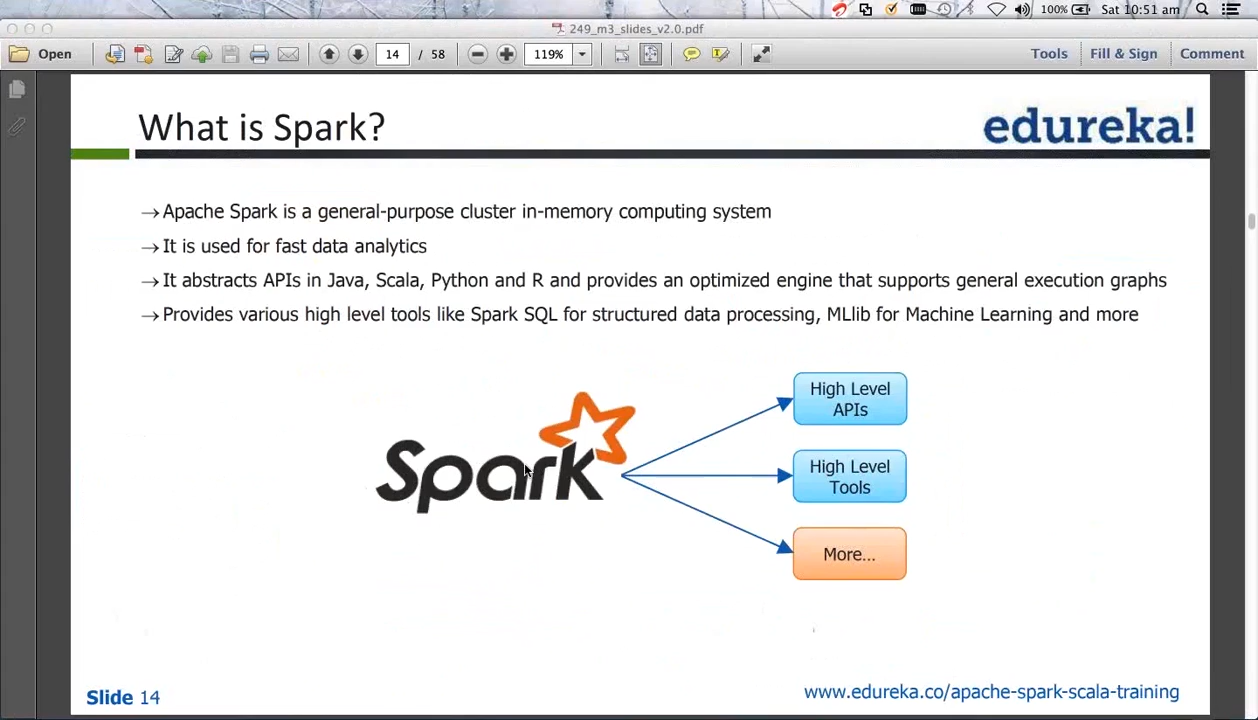 100% Sat 10:51 am
249_m3_slides_v2.0.pdf
Open 14 / 58 119% Tools Fill & Sign Comment
What is Spark? edureka!
→Apache Spark is a general-purpose cluster in-memory computing system
→It is used for fast data analytics
→It abstracts APIs in Java, Scala, Python and R and provides an optimized engine that supports general execution graphs
→Provides various high level tools like Spark SQL for structured data processing, MLlib for Machine Learning and more
Spark
High Level
APIs
High Level
Tools
More...
Slide 14 www.edureka.co/apache-spark-scala-training